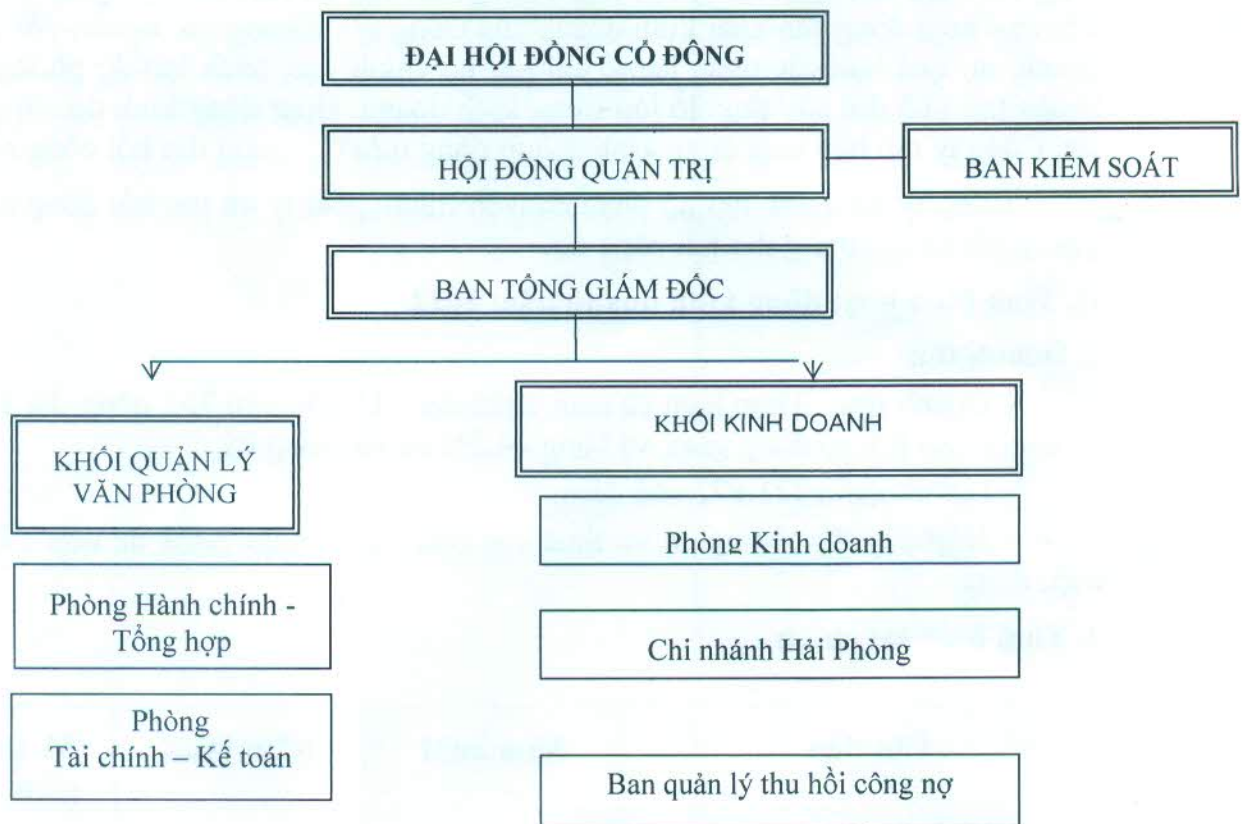 ĐẠI HỘI ĐỒNG CỔ ĐÔNG
HỘI ĐỒNG QUẢN TRỊ
BAN KIỂM SOÁT
BAN TỔNG GIÁM ĐỐC
KHỐI QUẢN LÝ
VĂN PHÒNG
KHỐI KINH DOANH
Phòng Hành chính -
Tổng hợp
Phòng
Tài chính – Kế toán
Phòng Kinh doanh
Chi nhánh Hải Phòng
Ban quản lý thu hồi công nợ